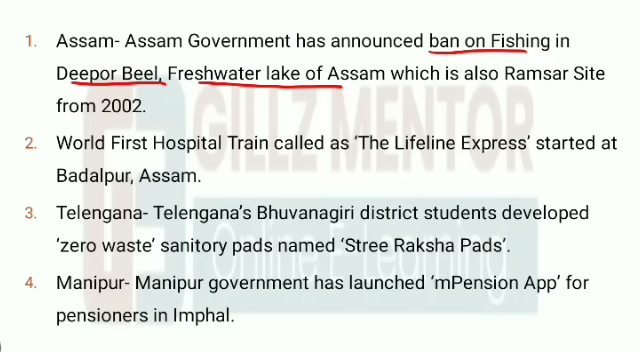 1. Assam- Assam Government has announced ban on Fishing in
Deepor Beel, Freshwater lake of Assam which is also Ramsar Site
from 2002.
2. World First Hospital Train called as ‘The Lifeline Express’ started at
Badalpur, Assam.
3. Telengana- Telengana’s Bhuvanagiri district students developed
‘zero waste’ sanitory pads named ‘Stree Raksha Pads’.
4. Manipur- Manipur government has launched ‘mPension App’ for
pensioners in Imphal.
GILLZ MENTOR
Online E-Learning